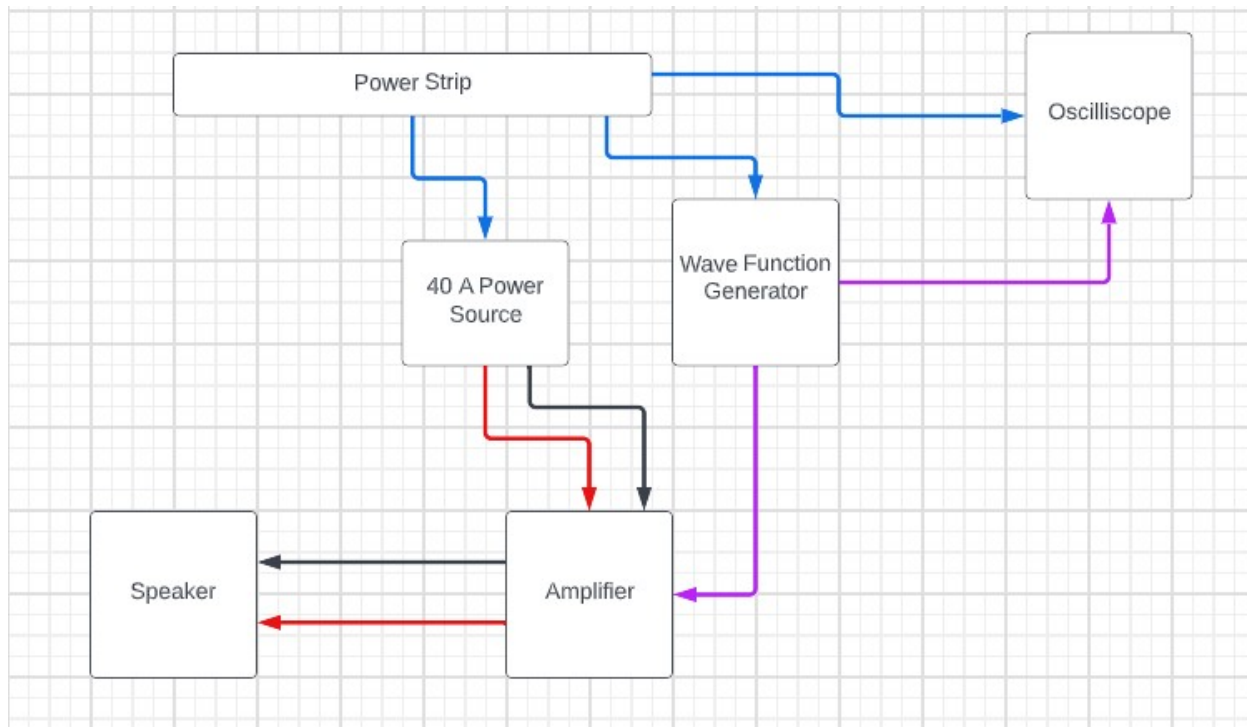 Power Strip
Oscilliscope
Wave Function
Generator
40 A Power
Source
Speaker
Amplifier